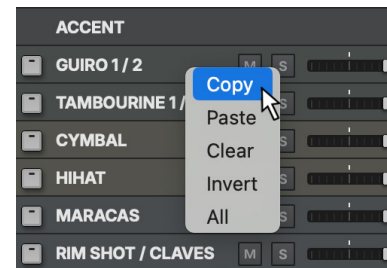 ACCENT
GUIRO 1 / 2 M S
Copy
TAMBOURINE 1 / S
Paste
CYMBAL S
Clear
HIHAT S
Invert
MARACAS S
All
RIM SHOT / CLAVES M S